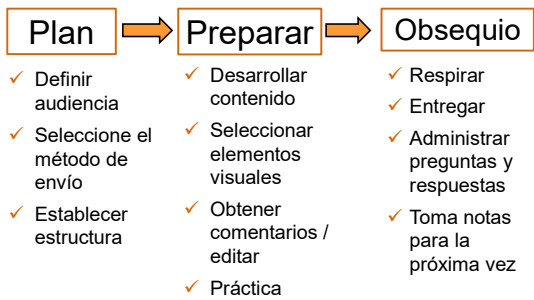 Plan
Preparar
Obsequio
✓ Definir
audiencia
✓ Seleccione el
método de
envío
✓ Establecer
estructura
✓ Desarrollar
contenido
✓ Seleccionar
elementos
visuales
✓ Obtener
comentarios /
editar
✓ Práctica
✓ Respirar
✓ Entregar
✓ Administrar
preguntas y
respuestas
✓ Toma notas
para la
próxima vez